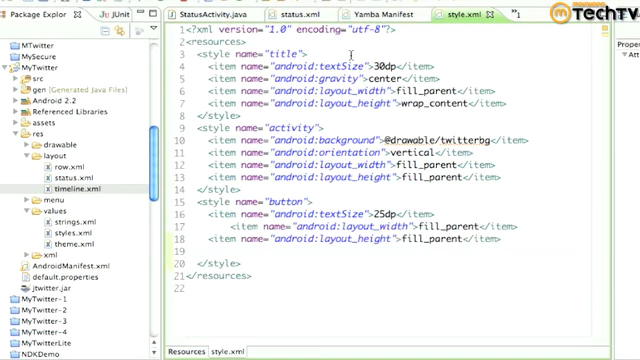 Package Explorer
JUnit
StatusActivity.java
status.xml
Yamba Manifest
style.xml
1
Marakana
TechTV
MTwitter
MySecure
MyTwitter
src
gen [Generated Java Files]
Android 2.2
Referenced Libraries
assets
res
drawable
layout
row.xml
status.xml
timeline.xml
menu
values
strings.xml
styles.xml
theme.xml
xml
AndroidManifest.xml
default.properties
jtwitter.jar
MyTwitter-1
MyTwitter-2
MyTwitter-3
MyTwitter-4
MyTwitterLite
NDKDemo
1 <?xml version="1.0" encoding="utf-8"?>
2 <resources>
3 <style name="title">
4 <item name="android:textSize">30dp</item>
5 <item name="android:gravity">center</item>
6 <item name="android:layout_width">fill_parent</item>
7 <item name="android:layout_height">wrap_content</item>
8 </style>
9 <style name="activity">
10 <item name="android:background">@drawable/twitterbg</item>
11 <item name="android:orientation">vertical</item>
12 <item name="android:layout_width">fill_parent</item>
13 <item name="android:layout_height">fill_parent</item>
14 </style>
15 <style name="button">
16 <item name="android:textSize">25dp</item>
17 <item name="android:layout_width">fill_parent</item>
18 <item name="android:layout_height">fill_parent</item>
19
20 </style>
21 </resources>
22
Resources
style.xml
Pro
Attri